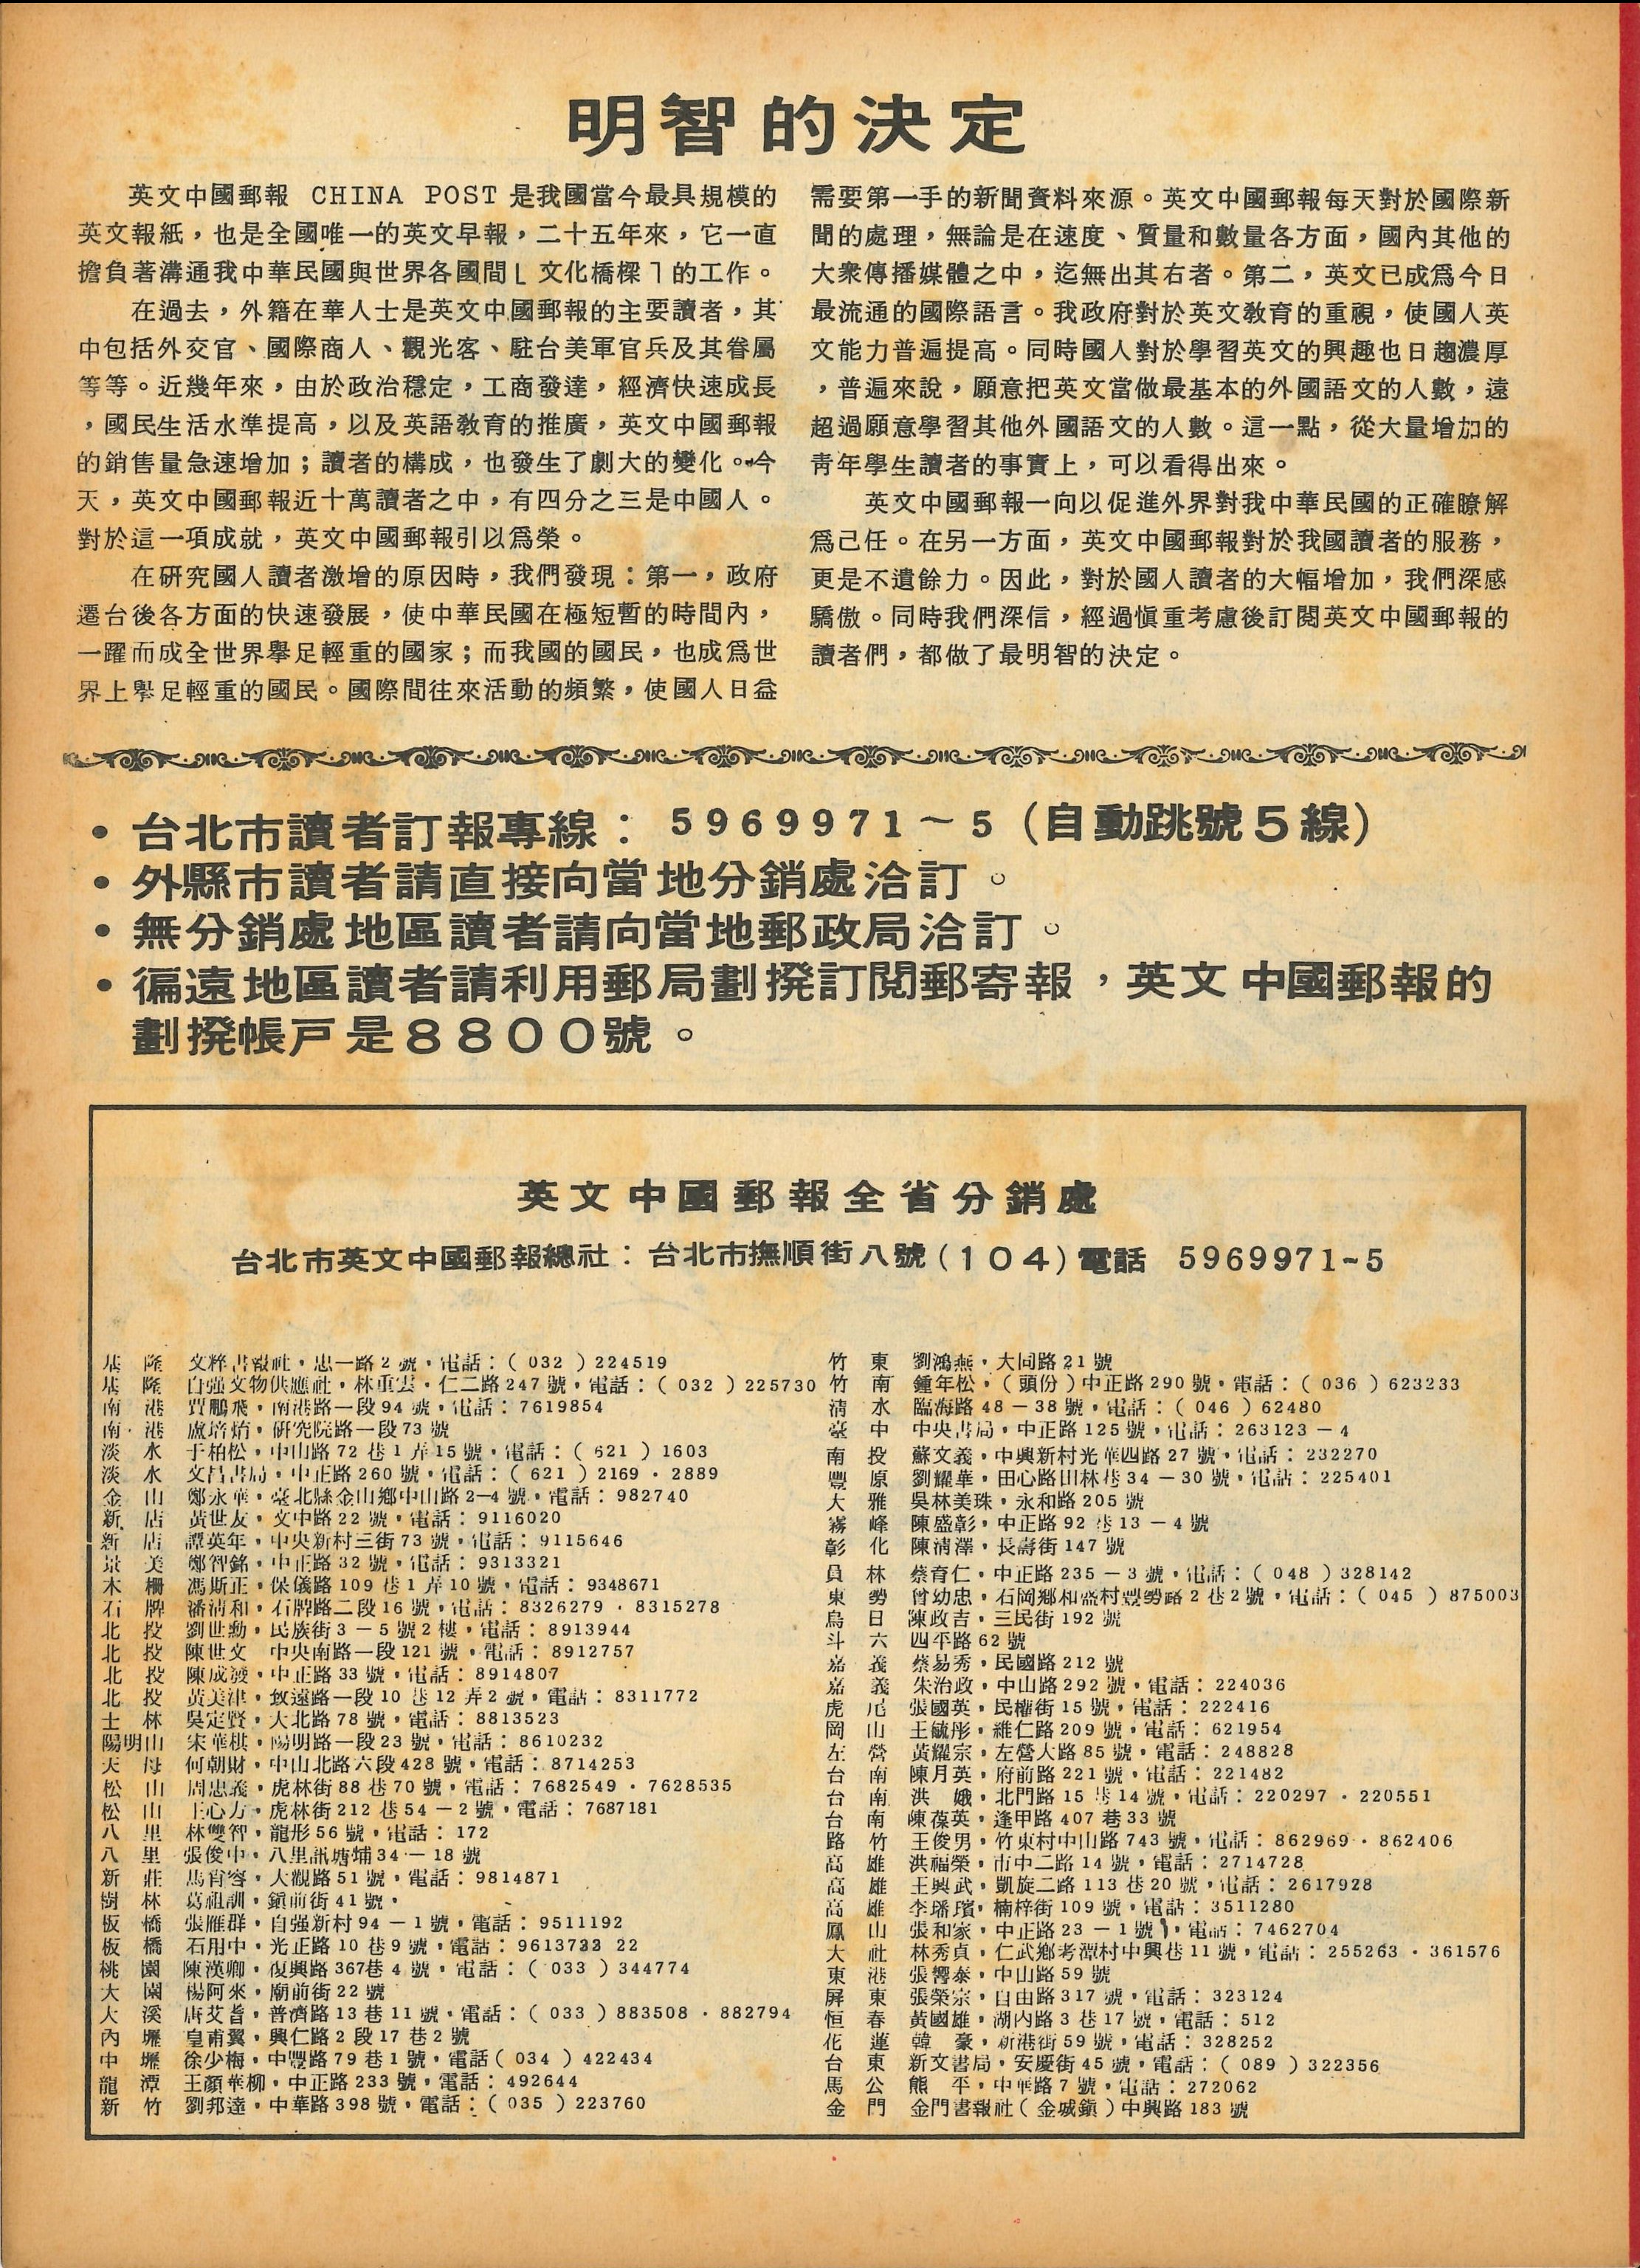 明智的決定
英文中國郵報 CHINA POST 是我國當今最具規模的
英文報紙，也是全國唯一的英文早報，二十五年來，它一直
擔負著溝通我中華民國與世界各國間「文化橋樑」的工作。
在過去，外籍在華人士是英文中國郵報的主要讀者，其
中包括外交官、國際商人、觀光客、駐台美軍官兵及其眷屬
等等。近幾年來，由於政治穩定，工商發達，經濟快速成長
，國民生活水準提高，以及英語教育的推廣，英文中國郵報
的銷售量急速增加；讀者的構成，也發生了劇大的變化。今
天，英文中國郵報近十萬讀者之中，有四分之三是中國人。
對於這一項成就，英文中國郵報引以爲榮。
在研究國人讀者激增的原因時，我們發現：第一，政府
遷台後各方面的快速發展，使中華民國在極短暫的時間內，
一躍而成全世界舉足輕重的國家；而我國的國民，也成爲世
界上舉足輕重的國民。國際間往來活動的頻繁，使國人日益
需要第一手的新聞資料來源。英文中國郵報每天對於國際新
聞的處理，無論是在速度、質量和數量各方面，國內其他的
大衆傳播媒體之中，迄無出其右者。第二，英文已成爲今日
最流通的國際語言。我政府對於英文敎育的重視，使國人英
文能力普遍提高。同時國人對於學習英文的興趣也日趨濃厚
，普遍來說，願意把英文當做最基本的外國語文的人數，遠
超過願意學習其他外國語文的人數。這一點，從大量增加的
青年學生讀者的事實上，可以看得出來。
英文中國郵報一向以促進外界對我中華民國的正確瞭解
爲己任。在另一方面，英文中國郵報對於我國讀者的服務，
更是不遺餘力。因此，對於國人讀者的大幅增加，我們深感
驕傲。同時我們深信，經過愼重考慮後訂閱英文中國郵報的
讀者們，都做了最明智的決定。
• 台北市讀者訂報專線： 5969971～5（自動跳號5線）
• 外縣市讀者請直接向當地分銷處洽訂。
• 無分銷處地區讀者請向當地郵政局洽訂。
• 徧遠地區讀者請利用郵局劃撥訂閱郵寄報，英文中國郵報的
劃撥帳戶是8800號。
英文中國郵報全省分銷處
台北市英文中國郵報總社：台北市撫順街八號（104）電話 5969971~5
基隆 文粹書報社，忠一路2號，電話：（032）224519
基隆 自强文物供應社，林重雲，仁二路247號，電話：（032）225730
南港 賈鵬飛，南港路一段94號，電話：7619854
南港 盧培焴，研究院路一段73號
淡水 于柏松，中山路72巷1弄15號，電話：（621）1603
淡水 文昌書局，中正路260號，電話：（621）2169・2889
金山 鄭永華，臺北縣金山鄉中山路2—4號，電話：982740
新店 黃世友，文中路22號，電話：9116020
新店 譚英年，中央新村三街73號，電話：9115646
景美 鄭智銘，中正路32號，電話：9313321
木柵 馮斯正，保儀路109巷1弄10號，電話：9348671
石牌 潘清和，石牌路二段16號，電話：8326279・8315278
北投 劉世勳，民族街3－5號2樓，電話：8913944
北投 陳世文 中央南路一段121號，電話：8912757
北投 陳成潑，中正路33號，電話：8914807
北投 黃美津，致遠路一段10巷12弄2號，電話：8311772
士林 吳定賢，大北路78號，電話：8813523
陽明山 宋華棋，陽明路一段23號，電話：8610232
天母 何朝財，中山北路六段428號，電話：8714253
松山 周忠義，虎林街88巷70號，電話：7682549・7628535
松山 王心方，虎林街212巷54－2號，電話：7687181
八里 林雙智，龍形56號，電話：172
八里 張俊中，八里訊塘埔34－18號
新莊 馬肖容，大觀路51號，電話：9814871
樹林 葛祖訓，鎮前街41號，
板橋 張雁群，自强新村94－1號，電話：9511192
板橋 石用中，光正路10巷9號，電話：9613733 22
桃園 陳漢卿，復興路367巷4號，電話：（033）344774
大園 楊阿來，廟前街22號
大溪 唐艾旨，普濟路13巷11號，電話：（033）883508・882794
內壢 皇甫翼，興仁路2段17巷2號
中壢 徐少梅，中豐路79巷1號，電話（034）422434
龍潭 王顏華柳，中正路233號，電話：492644
新竹 劉邦達，中華路398號，電話：（035）223760
竹東 劉鴻燕，大同路21號
竹南 鍾年松，（頭份）中正路290號，電話：（036）623233
清水 臨海路48－38號，電話：（046）62480
臺中 中央書局，中正路125號，電話：263123－4
南投 蘇文義，中興新村光華四路27號，電話：232270
豐原 劉耀華，田心路田林巷34－30號，電話：225401
大雅 吳林美珠，永和路205號
霧峰 陳盛彰，中正路92巷13－4號
彰化 陳清澤，長壽街147號
員林 蔡育仁，中正路235－3號，電話：（048）328142
東勢 曾幼忠，石岡鄉和盛村豐勢路2巷2號，電話：（045）875003
烏日 陳政吉，三民街192號
斗六 四平路62號
嘉義 蔡易秀，民國路212號
嘉義 朱治政，中山路292號，電話：224036
虎尾 張國英，民權街15號，電話：222416
岡山 王毓彤，維仁路209號，電話：621954
左營 黃耀宗，左營大路85號，電話：248828
台南 陳月英，府前路221號，電話：221482
台南 洪 娥，北門路15巷14號，電話：220297・220551
台南 陳葆英，逢甲路407巷33號
路竹 王俊男，竹東村中山路743號，電話：862969・862406
高雄 洪福榮，市中二路14號，電話：2714728
高雄 王興武，凱旋二路113巷20號，電話：2617928
高雄 李璠璸，楠梓街109號，電話：3511280
鳳山 張和家，中正路23－1號，電話：7462704
大社 林秀貞，仁武鄉考潭村中興巷11號，電話：255263・361576
東港 張響泰，中山路59號
屏東 張榮宗，自由路317號，電話：323124
恒春 黃國雄，湖內路3巷17號，電話：512
花蓮 韓 豪，新港街59號，電話：328252
台東 新文書局，安慶街45號，電話：（089）322356
馬公 熊 平，中華路7號，電話：272062
金門 金門書報社（金城鎮）中興路183號